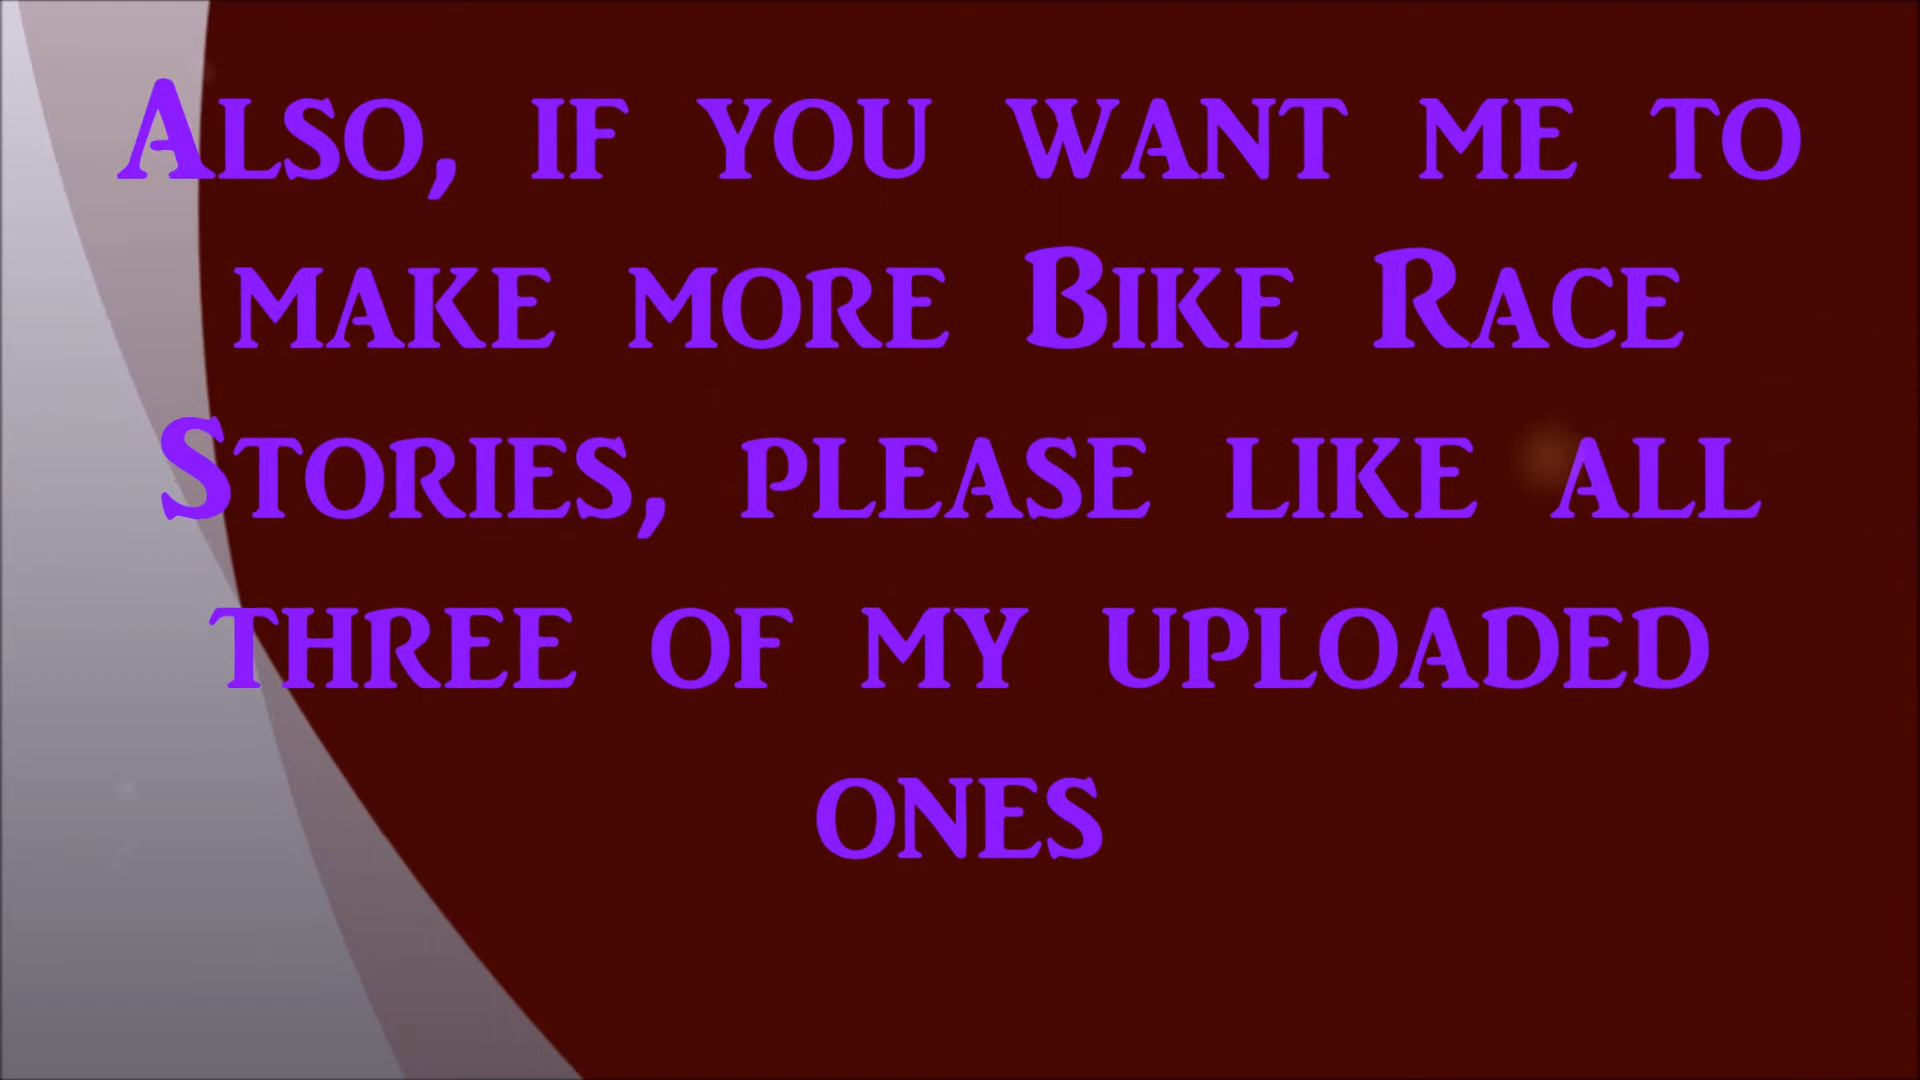 Also, if you want me to
make more Bike Race
Stories, please like all
three of my uploaded
ones